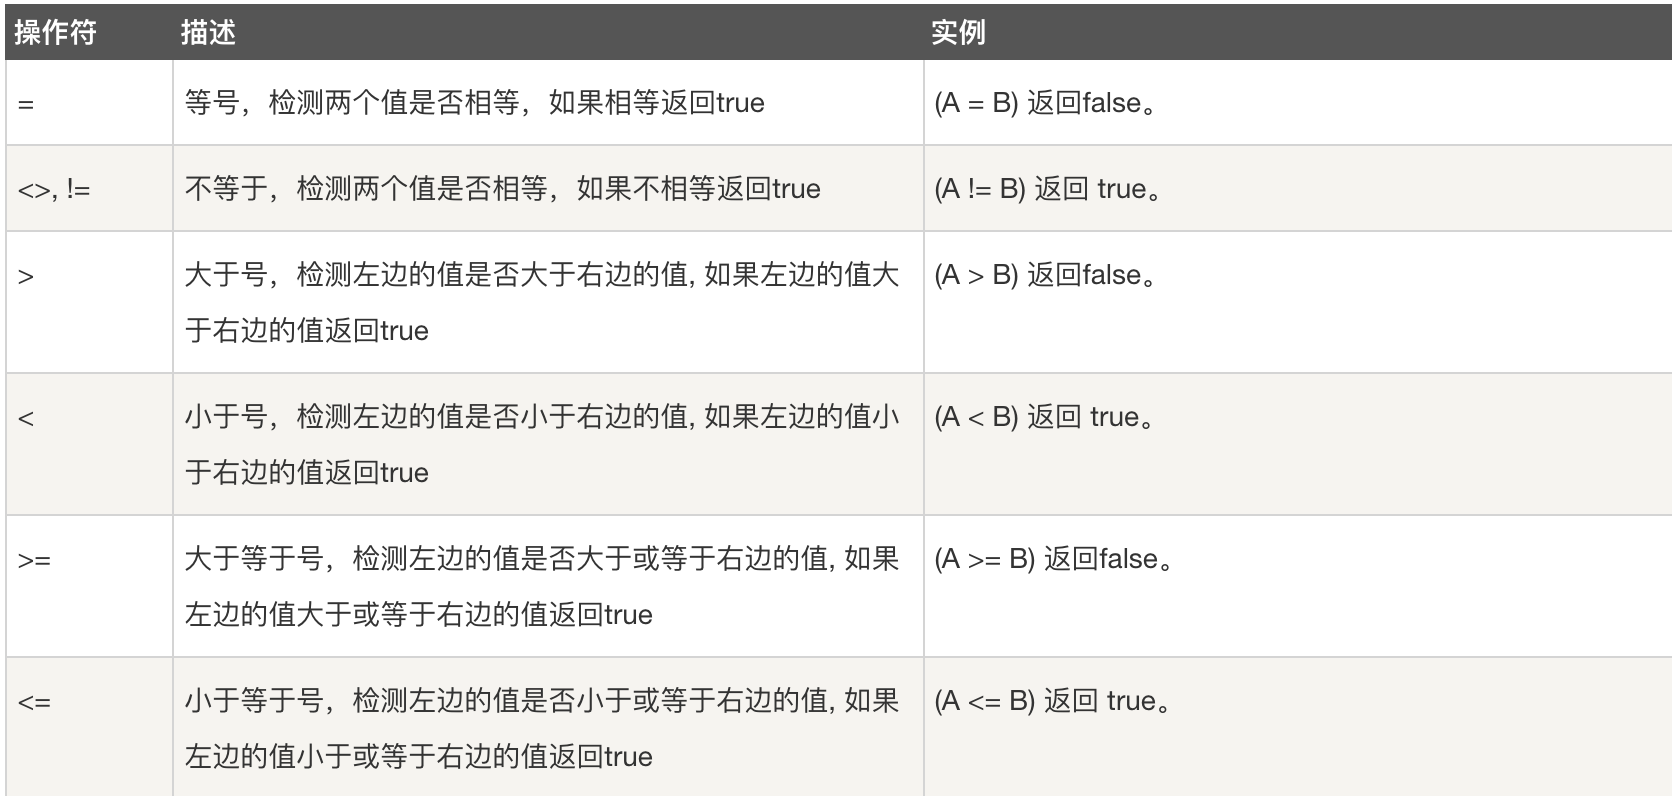 操作符 描述 实例
= 等号，检测两个值是否相等，如果相等返回true (A = B) 返回false。
<>, != 不等于，检测两个值是否相等，如果不相等返回true (A != B) 返回 true。
> 大于号，检测左边的值是否大于右边的值, 如果左边的值大 (A > B) 返回false。
于右边的值返回true
< 小于号，检测左边的值是否小于右边的值, 如果左边的值小 (A < B) 返回 true。
于右边的值返回true
>= 大于等于号，检测左边的值是否大于或等于右边的值, 如果 (A >= B) 返回false。
左边的值大于或等于右边的值返回true
<= 小于等于号，检测左边的值是否小于或等于右边的值, 如果 (A <= B) 返回 true。
左边的值小于或等于右边的值返回true